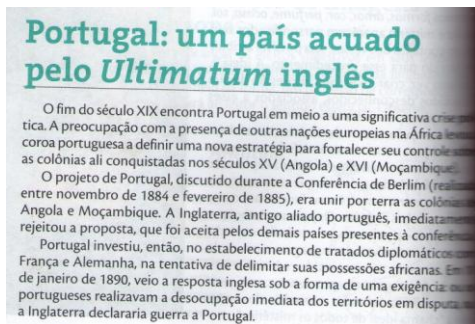 Portugal: um país acuado
pelo Ultimatum inglês
O fim do século XIX encontra Portugal em meio a uma significativa crise
tica. A preocupação com a presença de outras nações europeias na África
coroa portuguesa a definir uma nova estratégia para fortalecer seu controle
as colônias ali conquistadas nos séculos XV (Angola) e XVI (Moçambique
O projeto de Portugal, discutido durante a Conferência de Berlim
entre novembro de 1884 e fevereiro de 1885), era unir por terra as
Angola e Moçambique. A Inglaterra, antigo aliado português,
rejeitou a proposta, que foi aceita pelos demais países presentes à
Portugal investiu, então, no estabelecimento de tratados diplomáticos
França e Alemanha, na tentativa de delimitar suas possessões africanas. Em
de janeiro de 1890, veio a resposta inglesa sob a forma de uma exigência: ou
portugueses realizavam a desocupação imediata dos territórios em disputa,
a Inglaterra declararia guerra a Portugal.